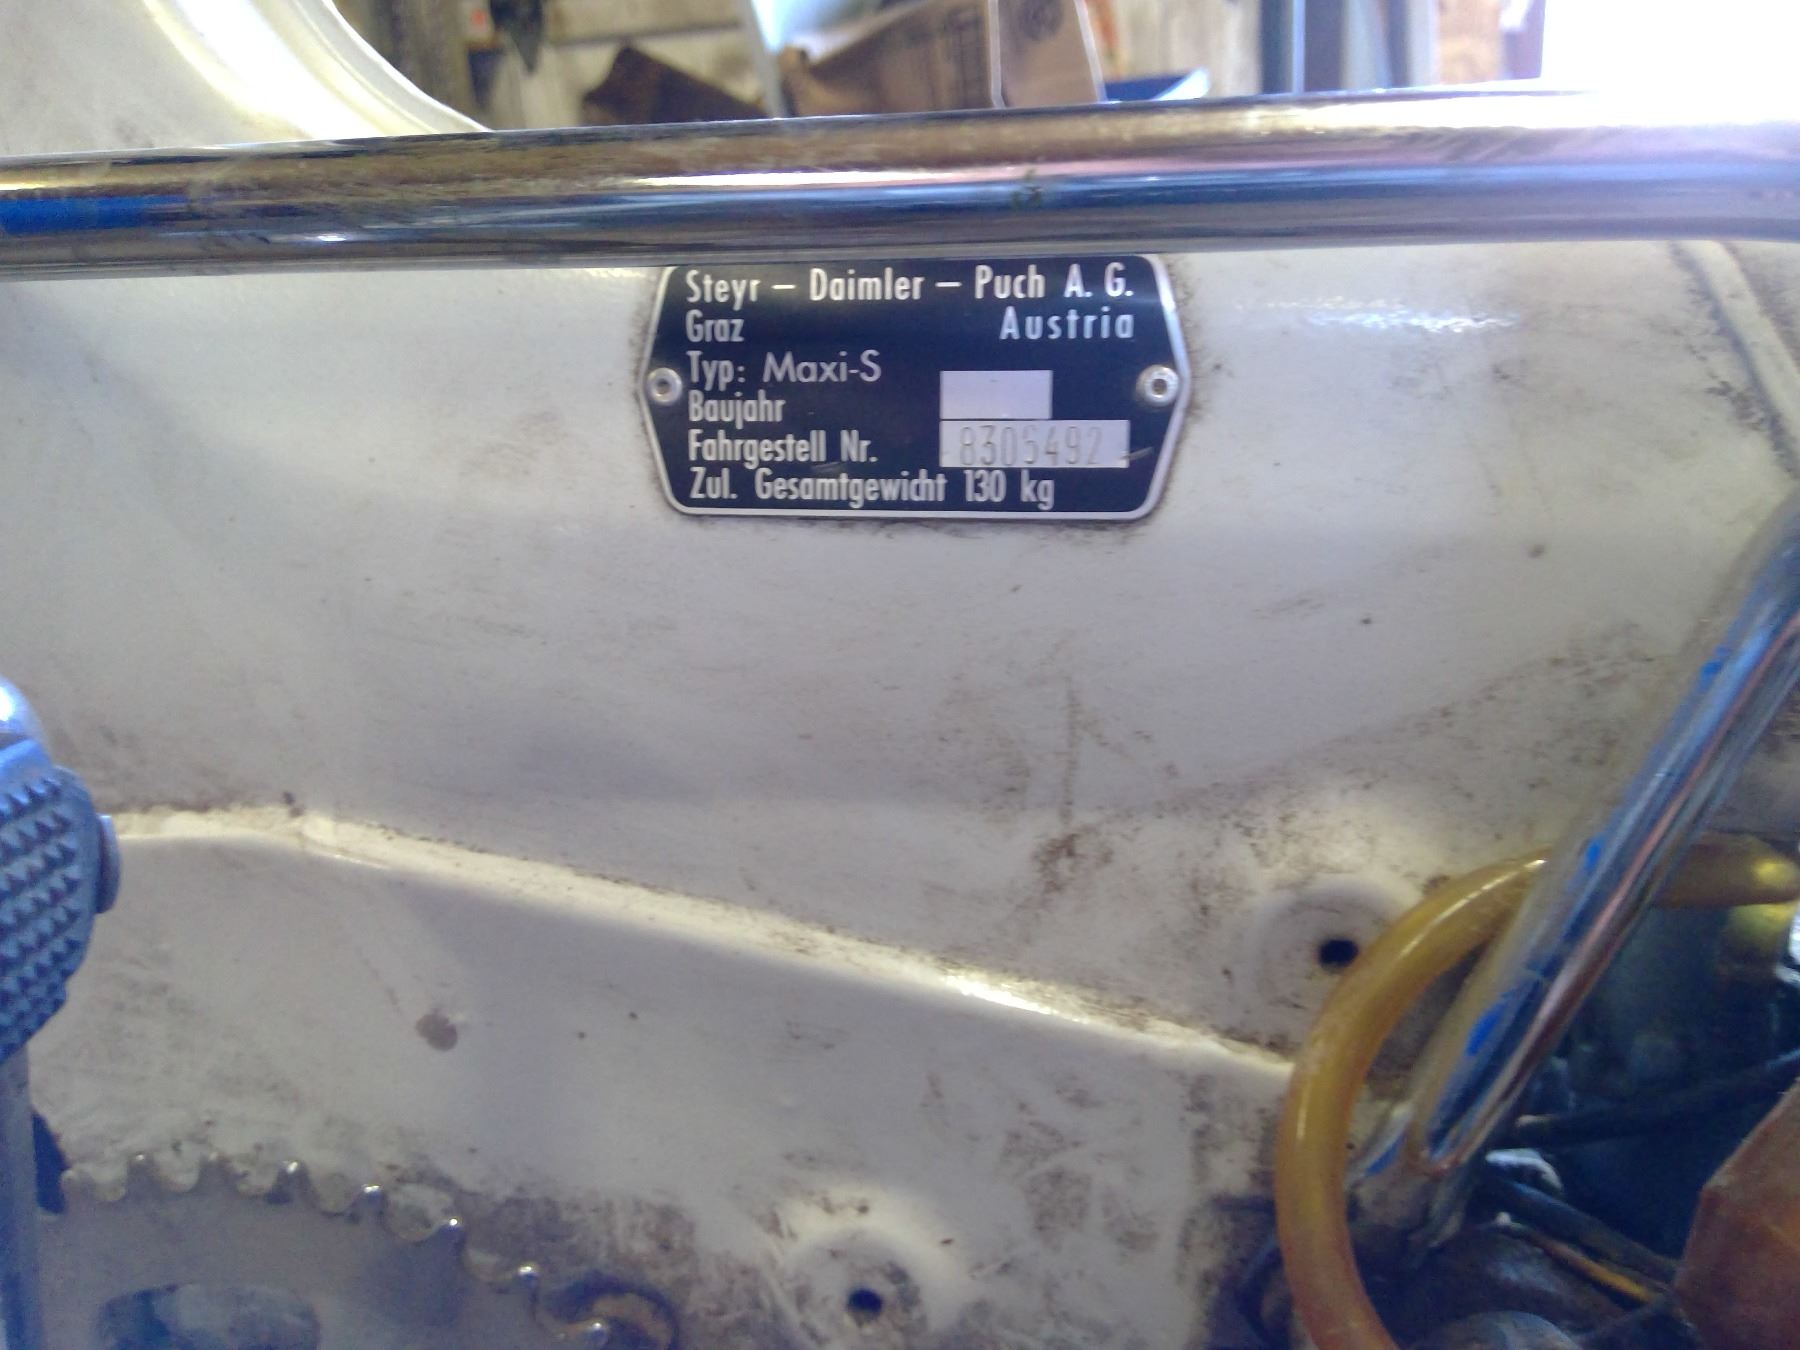 Steyr – Daimler – Puch A. G.
Graz Austria
Typ: Maxi-S
Baujahr
Fahrgestell Nr. 8305492
Zul. Gesamtgewicht 130 kg